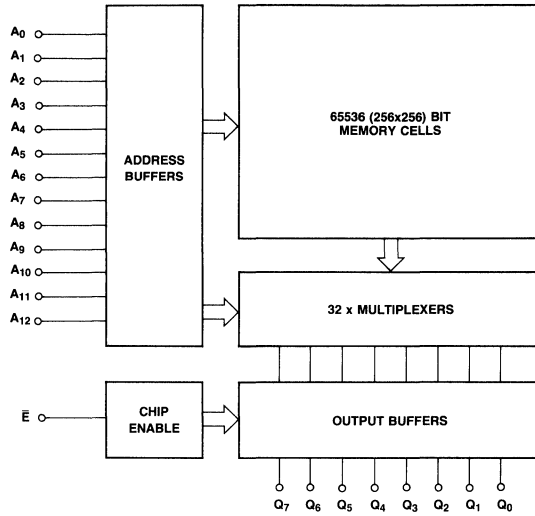 A0
A1
A2
A3
A4
A5
A6
A7
A8
A9
A10
A11
A12
ADDRESS
BUFFERS
65536 (256x256) BIT
MEMORY CELLS
32 x MULTIPLEXERS
E̅
CHIP
ENABLE
OUTPUT BUFFERS
Q7 Q6 Q5 Q4 Q3 Q2 Q1 Q0